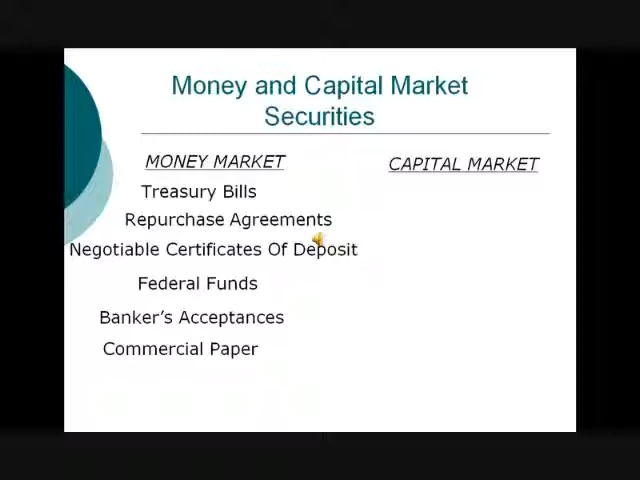 Money and Capital Market
Securities
MONEY MARKET
CAPITAL MARKET
Treasury Bills
Repurchase Agreements
Negotiable Certificates Of Deposit
Federal Funds
Banker's Acceptances
Commercial Paper